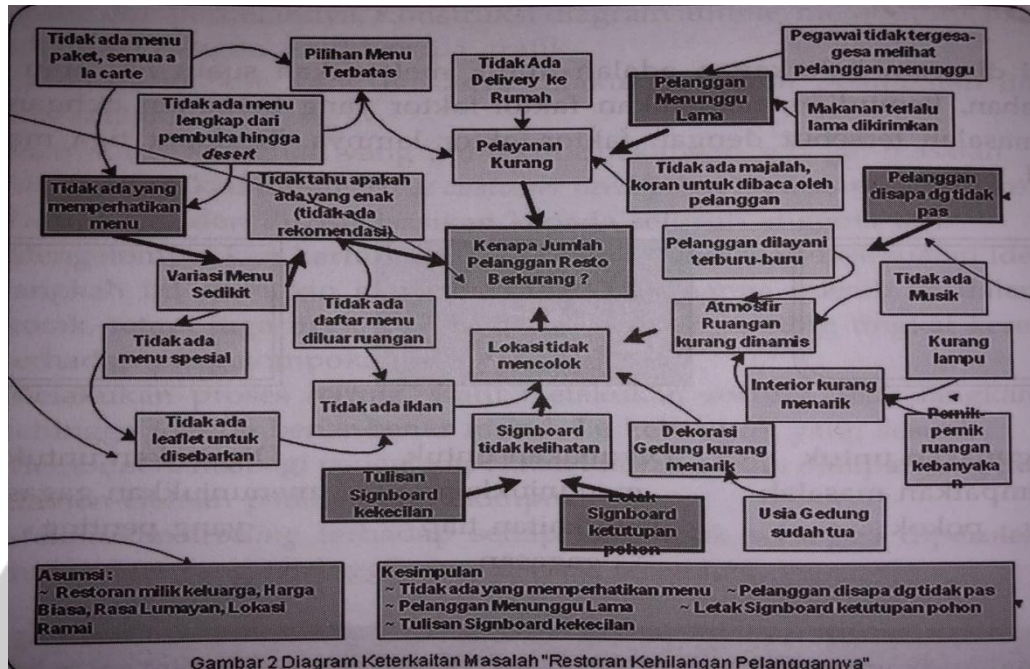 Tidak ada menu
paket, semua a
la carte
Pilihan Menu
Terbatas
Tidak Ada
Delivery ke
Rumah
Pelanggan
Menunggu
Lama
Pegawai tidak tergesa-
gesa melihat
pelanggan menunggu
Tidak ada menu
lengkap dari
pembuka hingga
desert
Makanan terlalu
lama dikirimkan
Pelayanan
Kurang
Tidak ada majalah,
koran untuk dibaca oleh
pelanggan
Pelanggan
disapa dg tidak
pas
Tidak ada yang
memperhatikan
menu
Tidak tahu apakah
ada yang enak
(tidak ada
rekomendasi)
Kenapa Jumlah
Pelanggan Resto
Berkurang ?
Pelanggan dilayani
terburu-buru
Variasi Menu
Sedikit
Tidak ada
daftar menu
diluar ruangan
Atmosfir
Ruangan
kurang dinamis
Tidak ada
Musik
Tidak ada
menu spesial
Lokasi tidak
mencolok
Kurang
lampu
Tidak ada iklan
Interior kurang
menarik
Tidak ada
leaflet untuk
disebarkan
Signboard
tidak kelihatan
Dekorasi
Gedung kurang
menarik
Pernik-
pernik
ruangan
kebanyaka
n
Tulisan
Signboard
kekecilan
Letak
Signboard
ketutupan
pohon
Usia Gedung
sudah tua
Asumsi :
~ Restoran milik keluarga, Harga
Biasa, Rasa Lumayan, Lokasi
Ramai
Kesimpulan
~ Tidak ada yang memperhatikan menu ~ Pelanggan disapa dg tidak pas
~ Pelanggan Menunggu Lama ~ Letak Signboard ketutupan pohon
~ Tulisan Signboard kekecilan
Gambar 2 Diagram Keterkaitan Masalah "Restoran Kehilangan Pelanggannya"